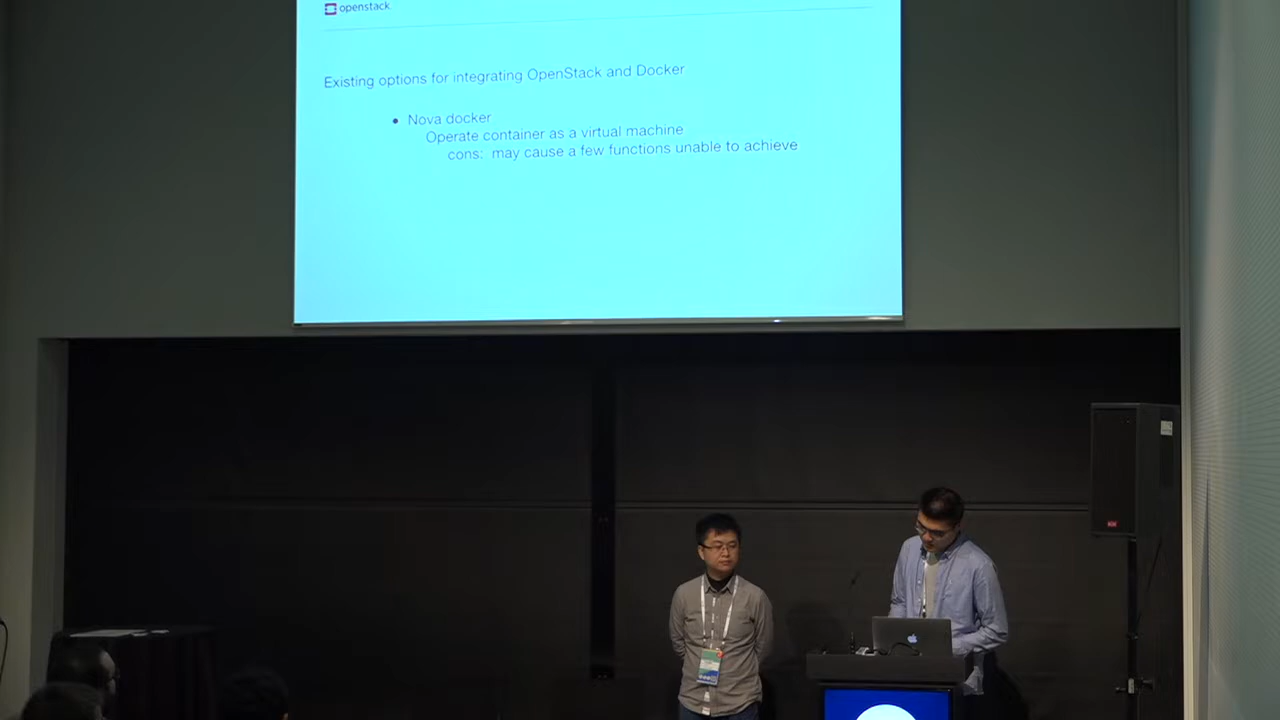 openstack.
Existing options for integrating OpenStack and Docker
• Nova docker
Operate container as a virtual machine
cons: may cause a few functions unable to achieve